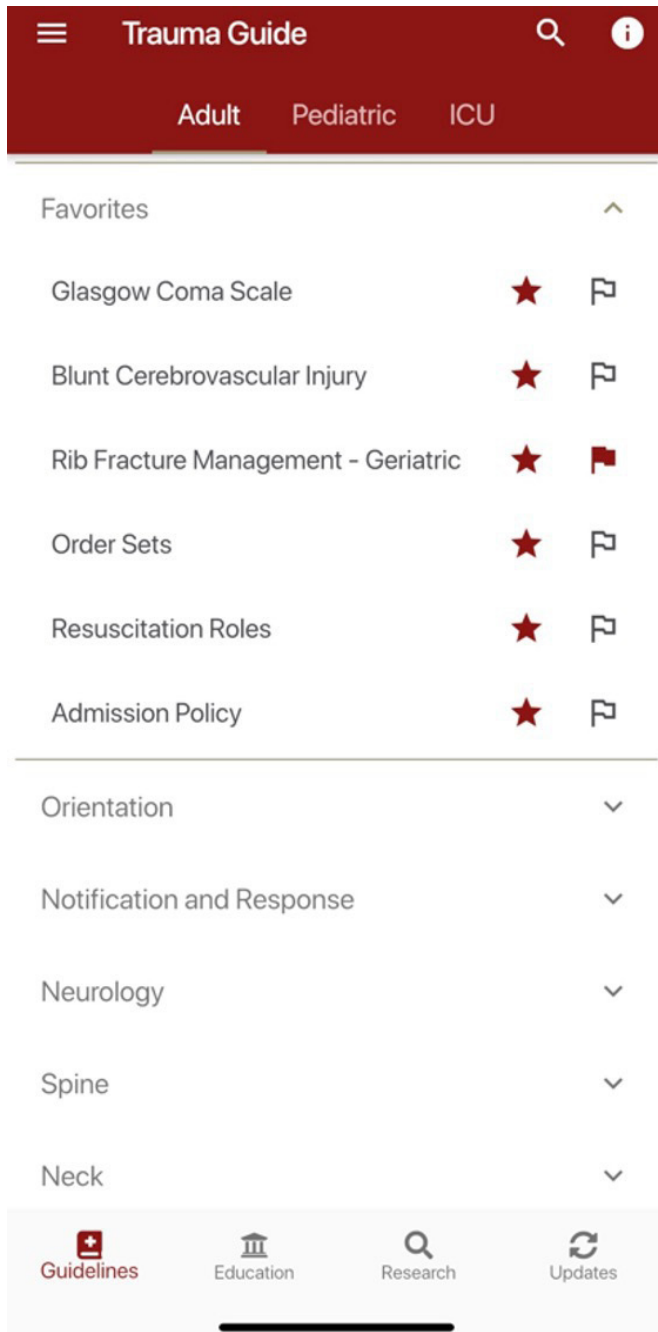 Trauma Guide
Adult Pediatric ICU
Favorites
Glasgow Coma Scale
Blunt Cerebrovascular Injury
Rib Fracture Management - Geriatric
Order Sets
Resuscitation Roles
Admission Policy
Orientation
Notification and Response
Neurology
Spine
Neck
Guidelines Education Research Updates